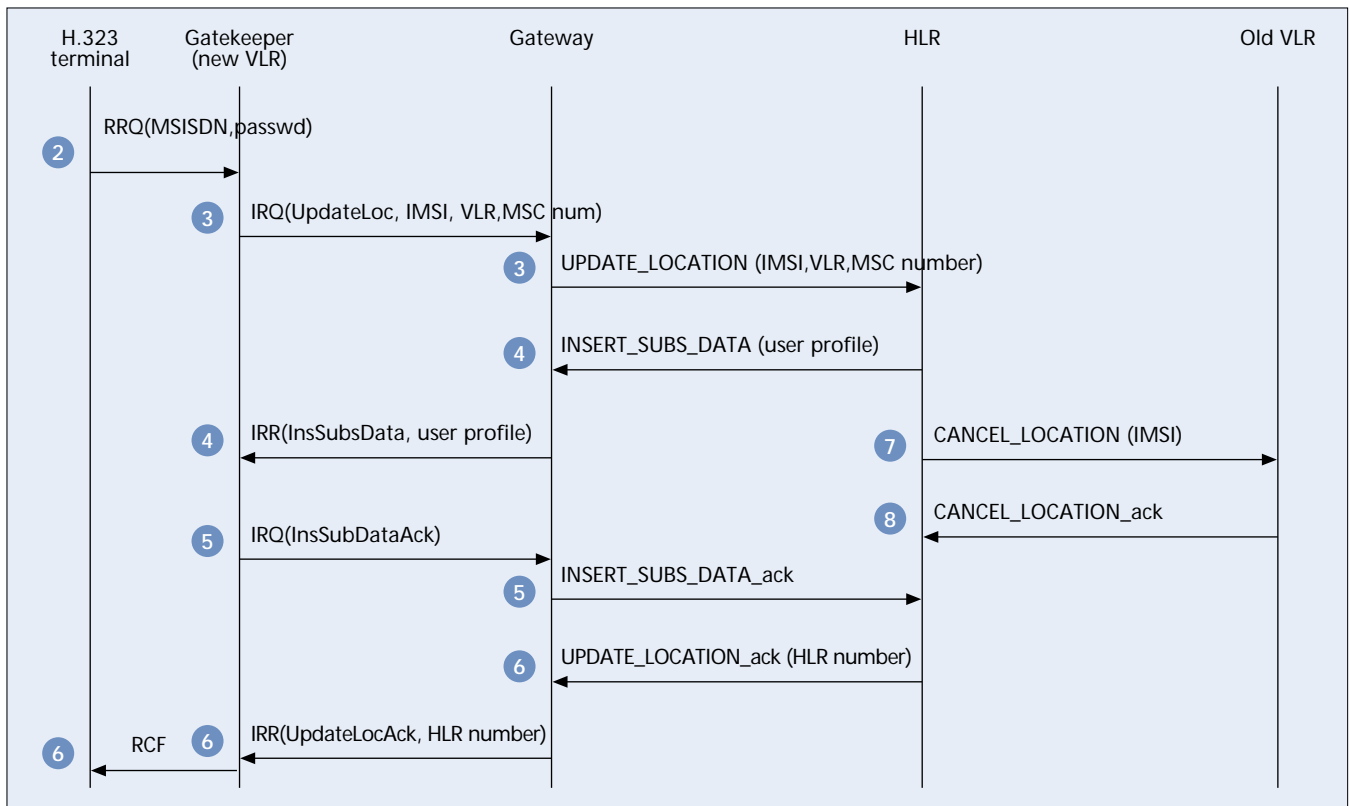 H.323
terminal
Gatekeeper
(new VLR)
Gateway
HLR
Old VLR
RRQ(MSISDN,passwd)
2
IRQ(UpdateLoc, IMSI, VLR,MSC num)
3
UPDATE_LOCATION (IMSI,VLR,MSC number)
3
INSERT_SUBS_DATA (user profile)
4
IRR(InsSubsData, user profile)
4
CANCEL_LOCATION (IMSI)
7
CANCEL_LOCATION_ack
8
IRQ(InsSubDataAck)
5
INSERT_SUBS_DATA_ack
5
UPDATE_LOCATION_ack (HLR number)
6
IRR(UpdateLocAck, HLR number)
6
RCF
6